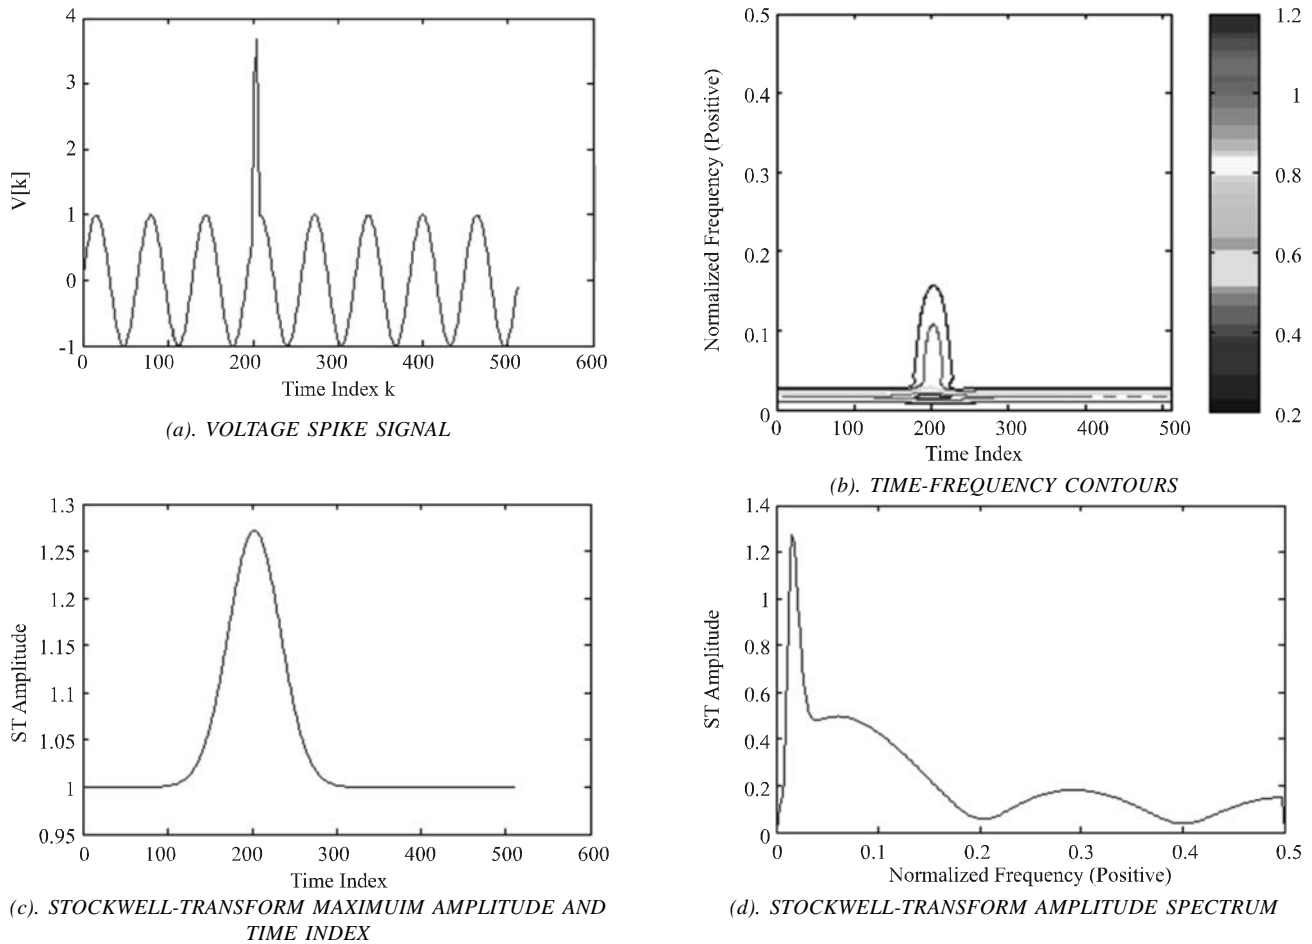 4
3
2
1
0
-1
V[k]
0 100 200 300 400 500 600
Time Index k
(a). VOLTAGE SPIKE SIGNAL
0.5
0.4
0.3
0.2
0.1
0
Normalized Frequency (Positive)
0 100 200 300 400 500
Time Index
1.2
1
0.8
0.6
0.4
0.2
(b). TIME-FREQUENCY CONTOURS
1.3
1.25
1.2
1.15
1.1
1.05
1
0.95
ST Amplitude
0 100 200 300 400 500 600
Time Index
(c). STOCKWELL-TRANSFORM MAXIMUIM AMPLITUDE AND
TIME INDEX
1.4
1.2
1
0.8
0.6
0.4
0.2
0
ST Amplitude
0 0.1 0.2 0.3 0.4 0.5
Normalized Frequency (Positive)
(d). STOCKWELL-TRANSFORM AMPLITUDE SPECTRUM